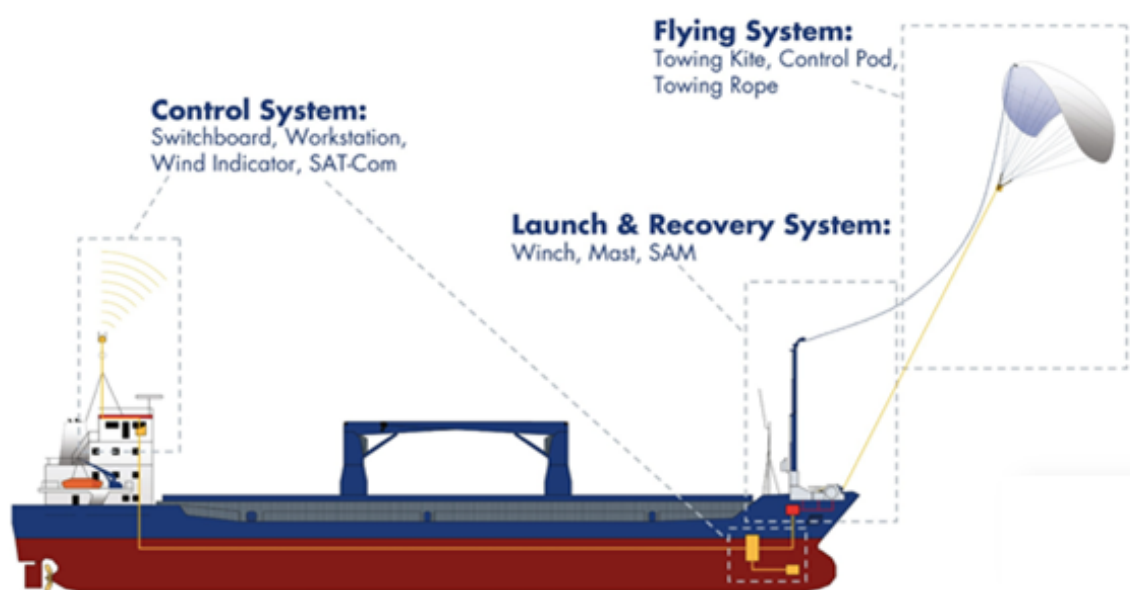 Flying System:
Towing Kite, Control Pod,
Towing Rope
Control System:
Switchboard, Workstation,
Wind Indicator, SAT-Com
Launch & Recovery System:
Winch, Mast, SAM